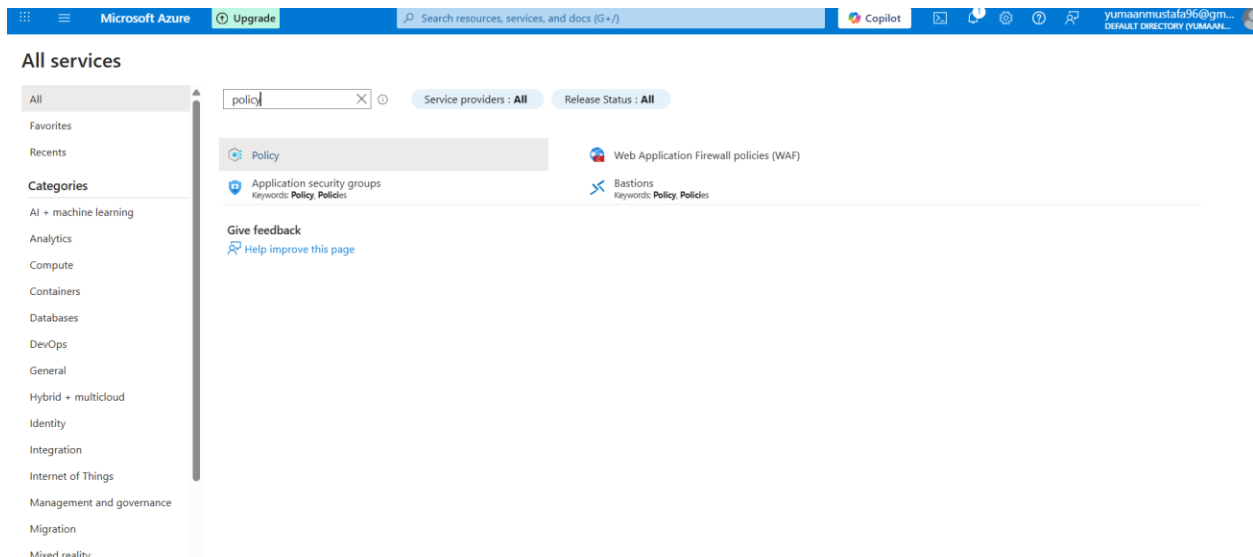 Microsoft Azure
Upgrade
Search resources, services, and docs (G+/)
Copilot
1
yumaanmustafa96@gm...
DEFAULT DIRECTORY (YUMAAN...
All services
All
Favorites
Recents
Categories
AI + machine learning
Analytics
Compute
Containers
Databases
DevOps
General
Hybrid + multicloud
Identity
Integration
Internet of Things
Management and governance
Migration
Mixed reality
policy
Service providers : All
Release Status : All
Policy
Web Application Firewall policies (WAF)
Application security groups
Keywords: Policy, Policies
Bastions
Keywords: Policy, Policies
Give feedback
Help improve this page